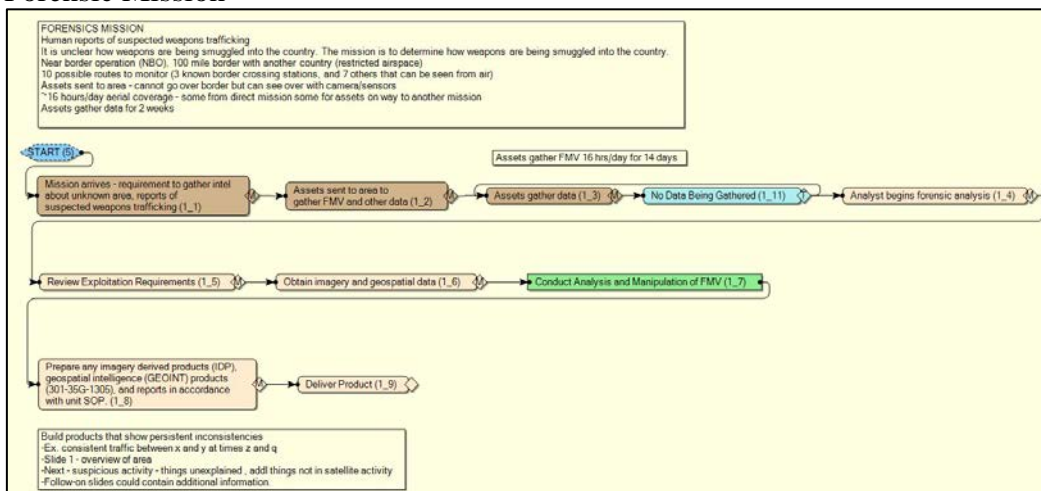 Forensic Mission
FORENSICS MISSION
Human reports of suspected weapons trafficking
It is unclear how weapons are being smuggled into the country. The mission is to determine how weapons are being smuggled into the country.
Near border operation (NBO), 100 mile border with another country (restricted airspace)
10 possible routes to monitor (3 known border crossing stations, and 7 others that can be seen from air)
Assets sent to area - cannot go over border but can see over with camera/sensors
~16 hours/day aerial coverage - some from direct mission some for assets on way to another mission
Assets gather data for 2 weeks
START (5)
Assets gather FMV 16 hrs/day for 14 days
Mission arrives - requirement to gather intel
about unknown area, reports of
suspected weapons trafficking (1_1)
M
Assets sent to area to
gather FMV and other data (1_2)
M
Assets gather data (1_3)
M
No Data Being Gathered (1_11)
T
Analyst begins forensic analysis (1_4)
M
Review Exploitation Requirements (1_5)
M
Obtain imagery and geospatial data (1_6)
M
Conduct Analysis and Manipulation of FMV (1_7)
Prepare any imagery derived products (IDP),
geospatial intelligence (GEOINT) products
(301-35G-1305), and reports in accordance
with unit SOP. (1_8)
M
Deliver Product (1_9)
Build products that show persistent inconsistencies
-Ex. consistent traffic between x and y at times z and q
-Slide 1 - overview of area
-Next - suspicious activity - things unexplained , addl things not in satellite activity
-Follow-on slides could contain additional information.